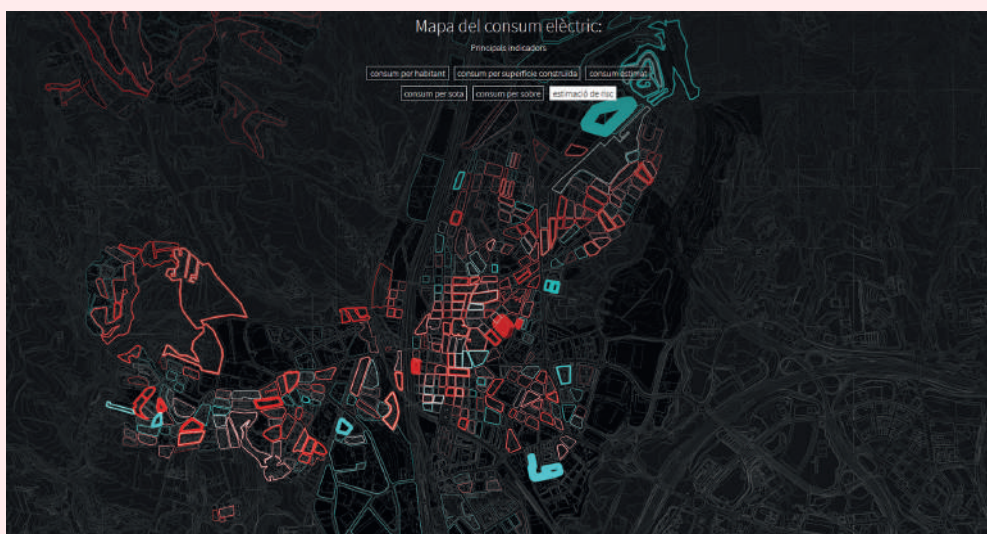 Mapa del consum elèctric:
Principals indicadors
consum per habitant consum per superfície construïda consum estimat
consum per sota consum per sobre estimació de risc